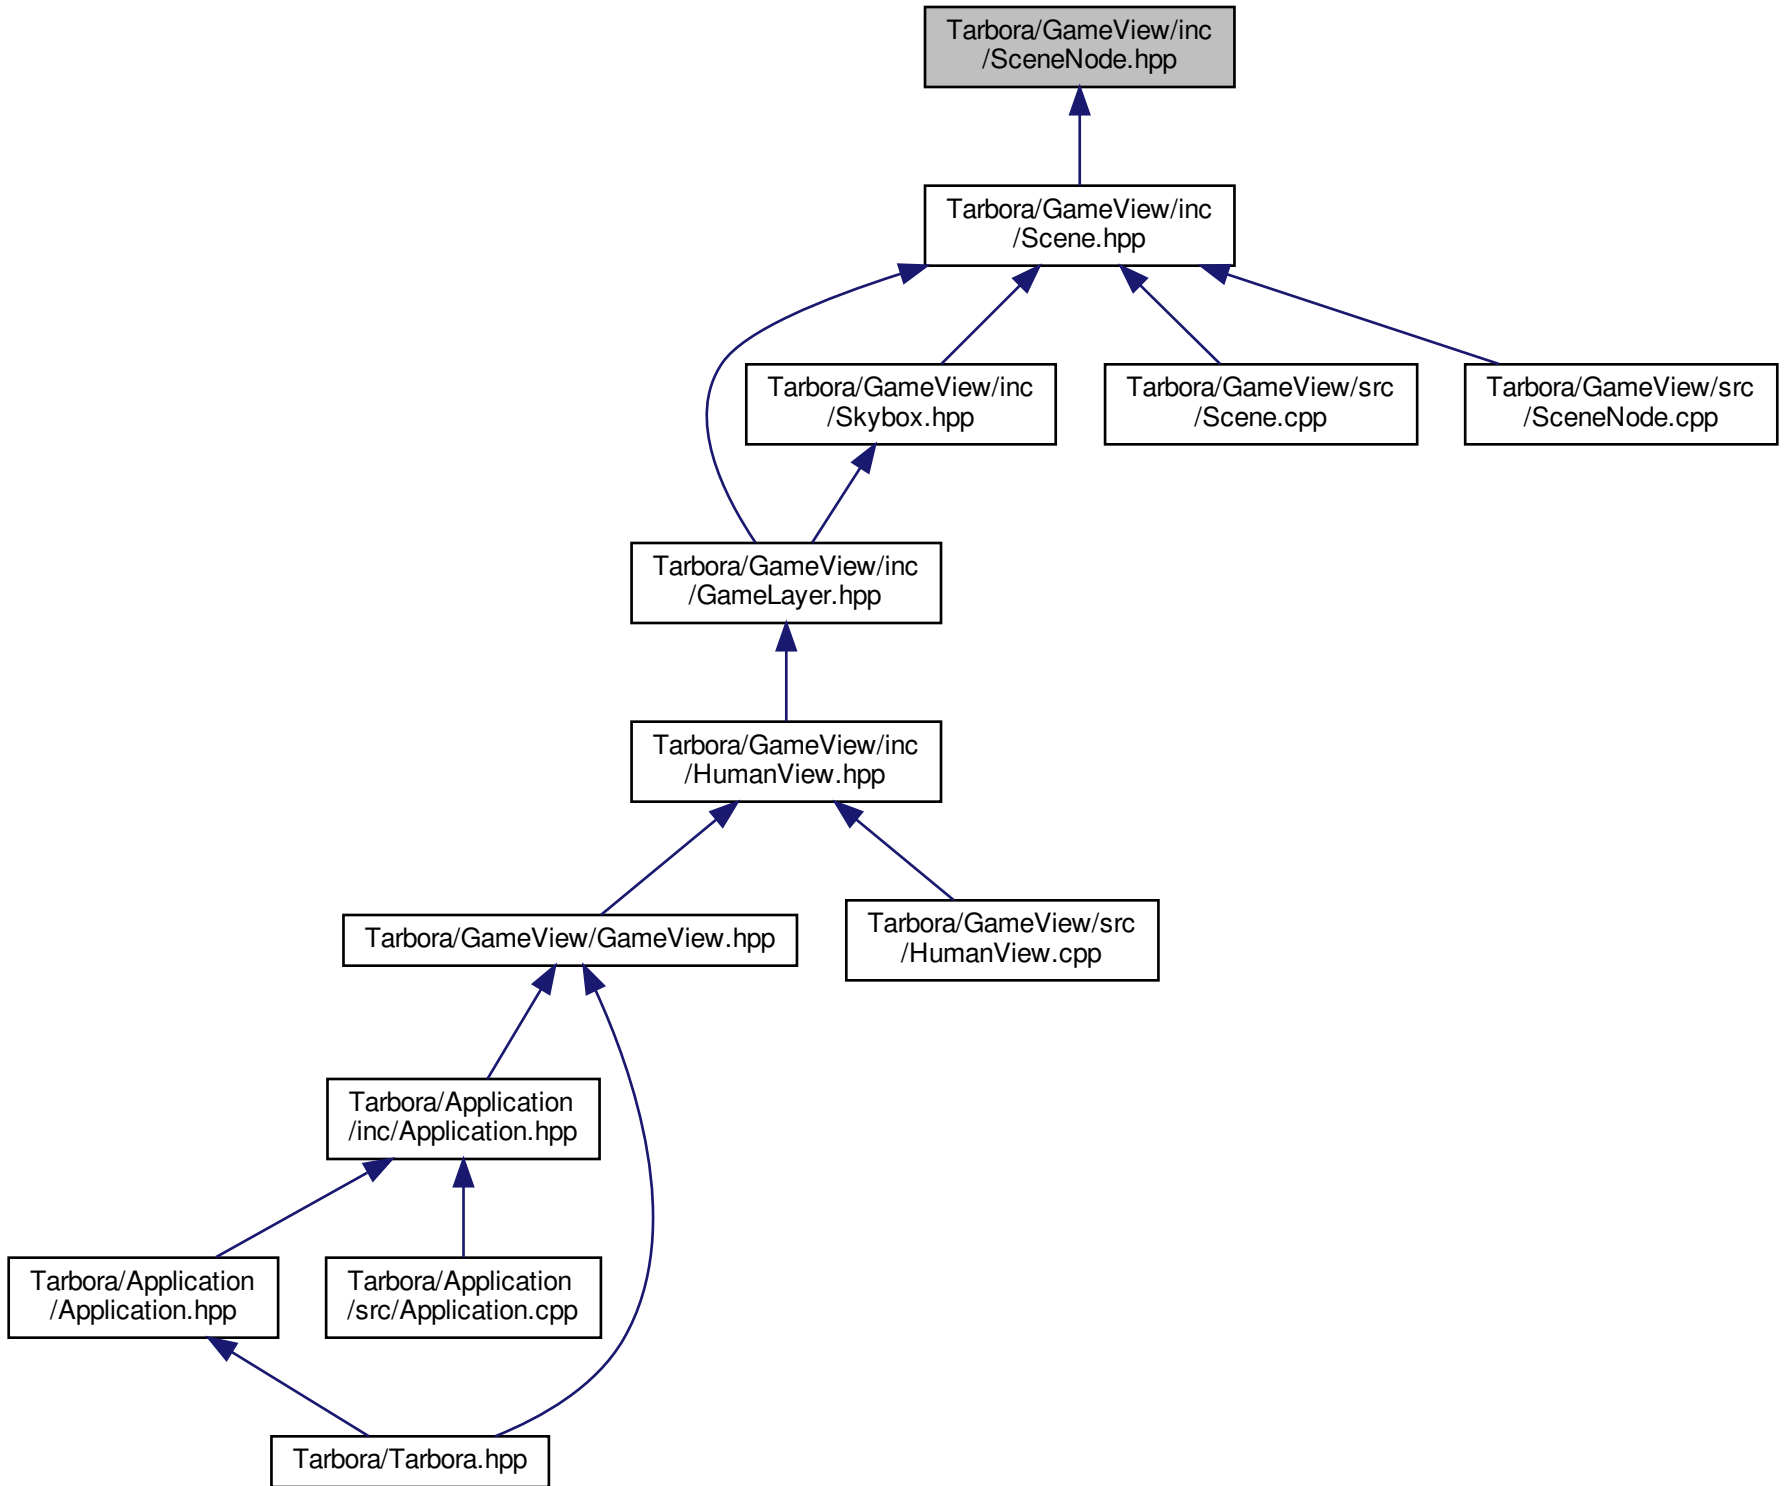 Tarbora/GameView/inc
/SceneNode.hpp
Tarbora/GameView/inc
/Scene.hpp
Tarbora/GameView/inc
/Skybox.hpp
Tarbora/GameView/src
/Scene.cpp
Tarbora/GameView/src
/SceneNode.cpp
Tarbora/GameView/inc
/GameLayer.hpp
Tarbora/GameView/inc
/HumanView.hpp
Tarbora/GameView/GameView.hpp
Tarbora/GameView/src
/HumanView.cpp
Tarbora/Application
/inc/Application.hpp
Tarbora/Application
/Application.hpp
Tarbora/Application
/src/Application.cpp
Tarbora/Tarbora.hpp